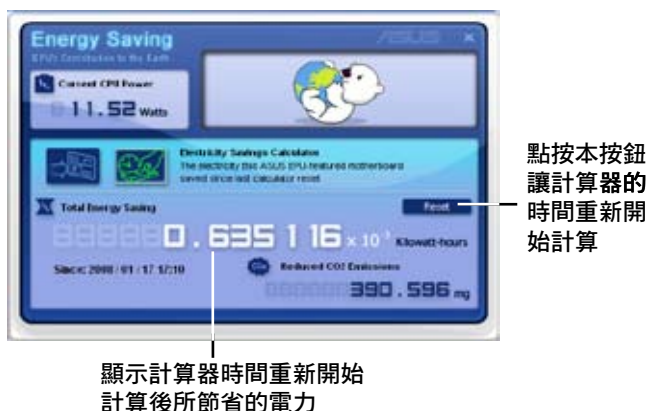 Energy Saving
ASUS
EPU's Contribution to the Earth
Current CPU Power
11.52 Watts
Electricity Savings Calculator
The electricity this ASUS EPU-featured motherboard
saved since last calculator reset
Total Energy Saving
Reset
0.635116 x 10⁻³ Kilowatt-hours
Since: 2008/01/17 17:10
Reduced CO2 Emissions
390.596 mg
點按本按鈕
讓計算器的
時間重新開
始計算
顯示計算器時間重新開始
計算後所節省的電力